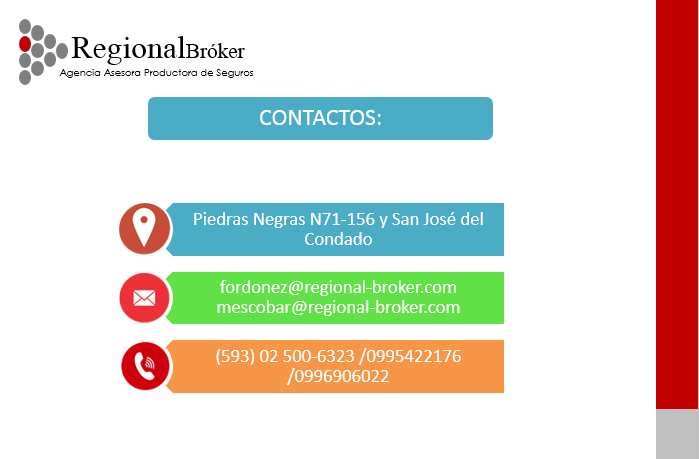 RegionalBróker
Agencia Asesora Productora de Seguros
CONTACTOS:
Piedras Negras N71-156 y San José del
Condado
fordonez@regional-broker.com
mescobar@regional-broker.com
(593) 02 500-6323 /0995422176
/0996906022